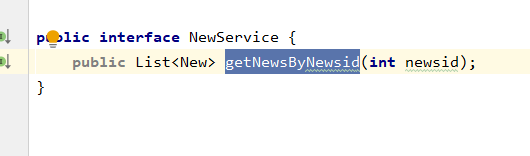 public interface NewService {
public List<New> getNewsByNewsid(int newsid);
}